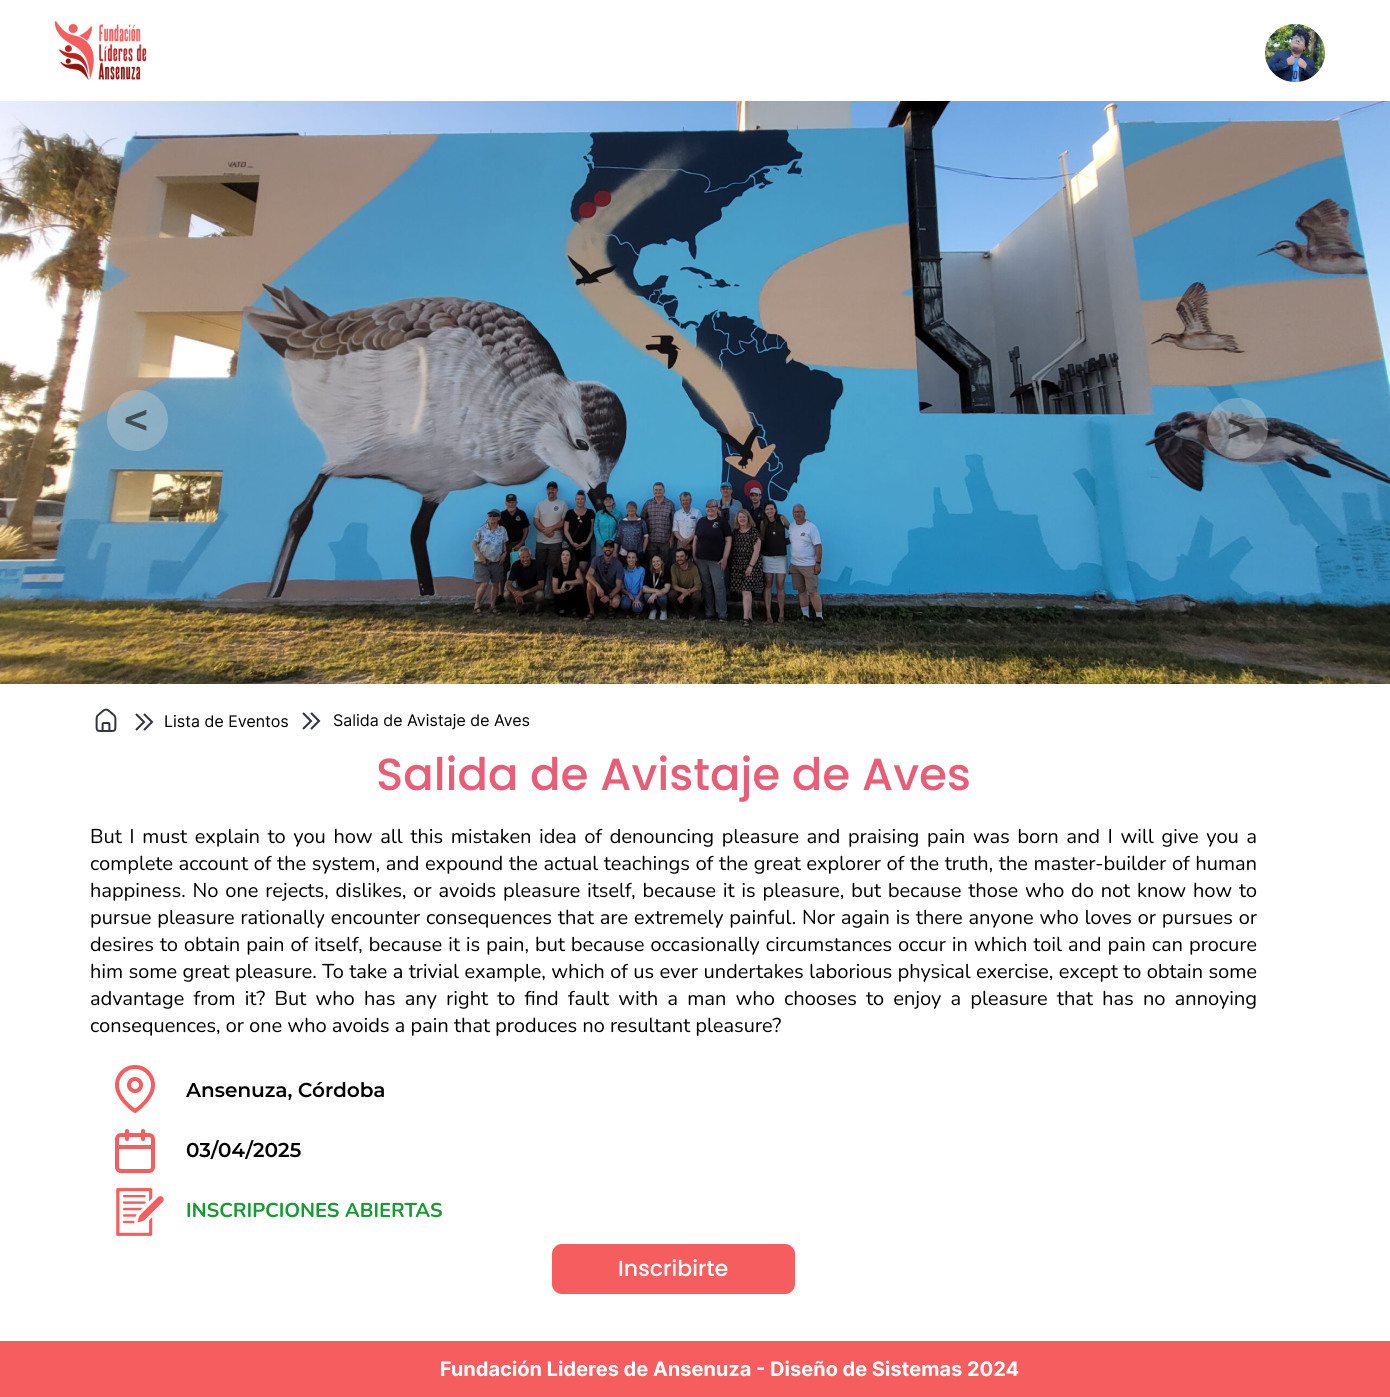 Fundación
Líderes de
Ansenuza
<
>
Lista de Eventos
Salida de Avistaje de Aves
Salida de Avistaje de Aves
But I must explain to you how all this mistaken idea of denouncing pleasure and praising pain was born and I will give you a
complete account of the system, and expound the actual teachings of the great explorer of the truth, the master-builder of human
happiness. No one rejects, dislikes, or avoids pleasure itself, because it is pleasure, but because those who do not know how to
pursue pleasure rationally encounter consequences that are extremely painful. Nor again is there anyone who loves or pursues or
desires to obtain pain of itself, because it is pain, but because occasionally circumstances occur in which toil and pain can procure
him some great pleasure. To take a trivial example, which of us ever undertakes laborious physical exercise, except to obtain some
advantage from it? But who has any right to find fault with a man who chooses to enjoy a pleasure that has no annoying
consequences, or one who avoids a pain that produces no resultant pleasure?
Ansenuza, Córdoba
03/04/2025
INSCRIPCIONES ABIERTAS
Inscribirte
Fundación Lideres de Ansenuza - Diseño de Sistemas 2024